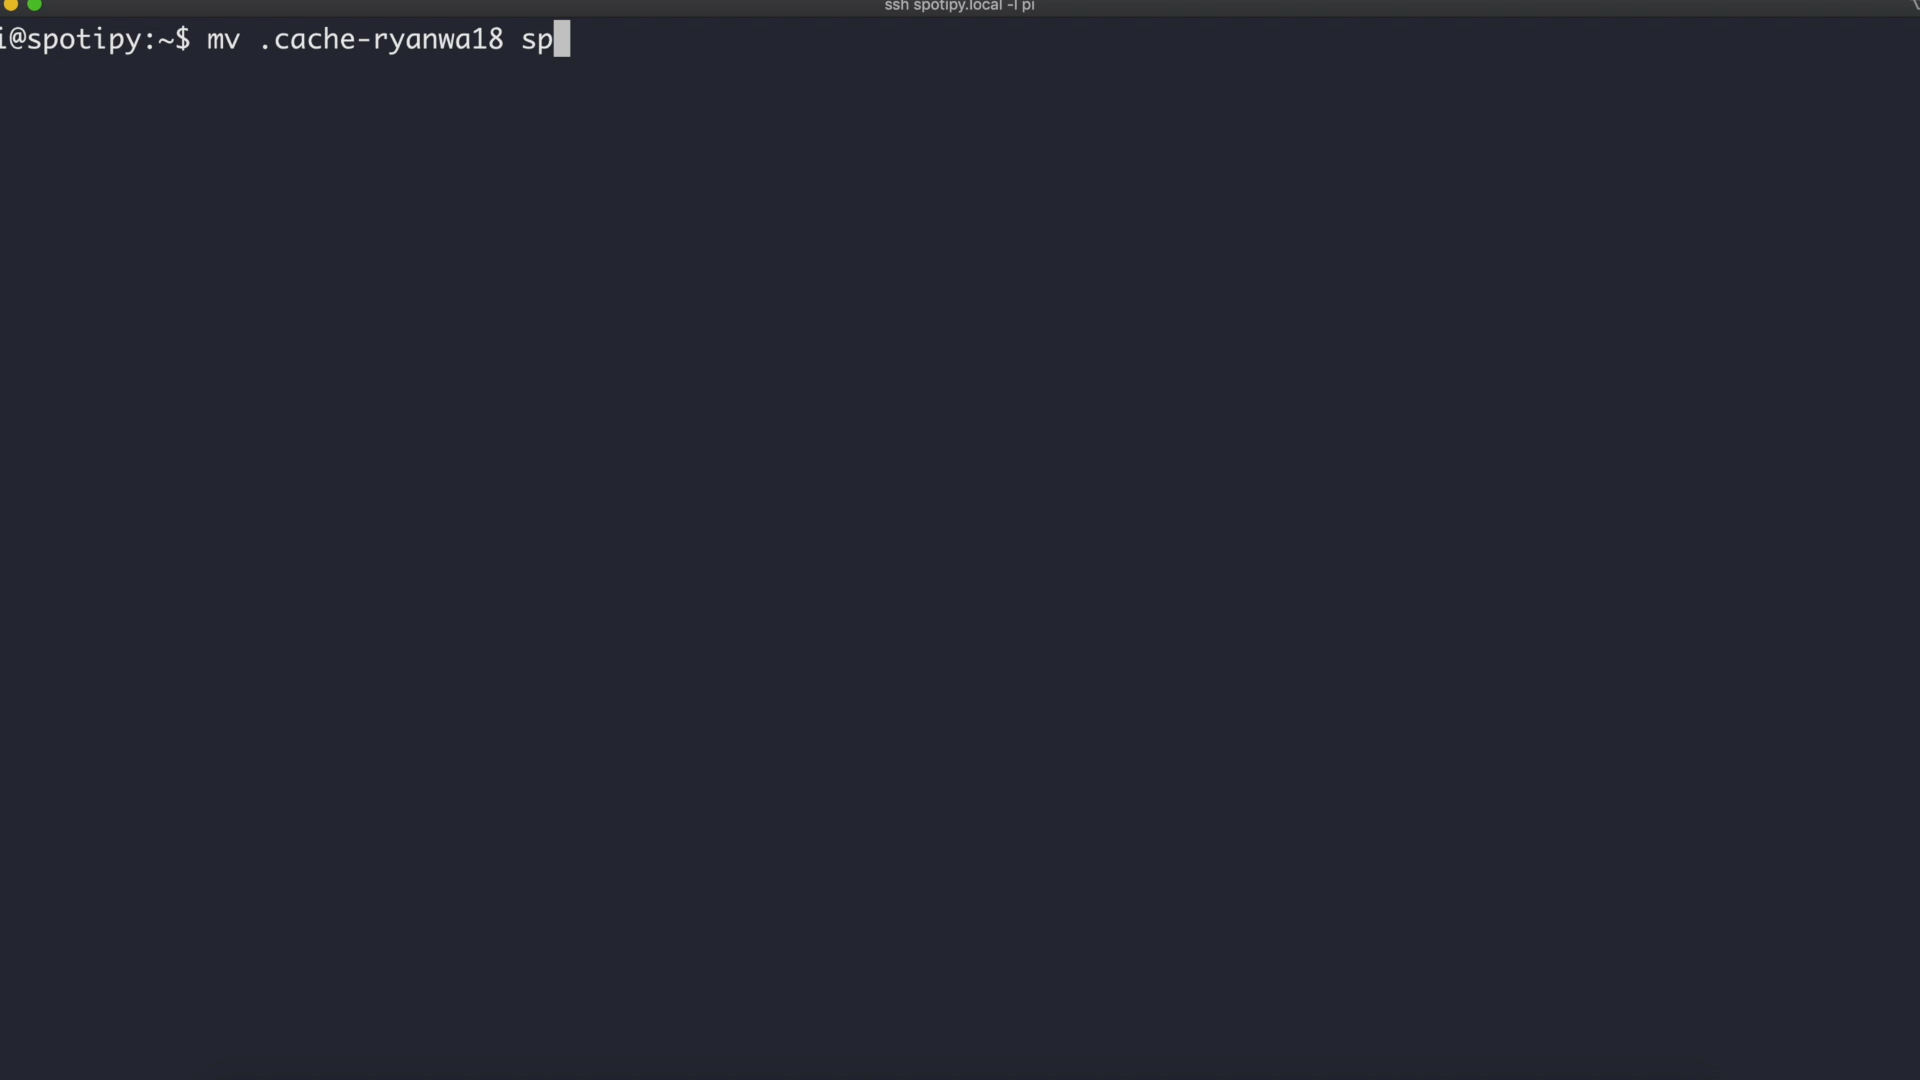 ssh spotipy.local -l pi
i@spotipy:~$ mv .cache-ryanwa18 sp